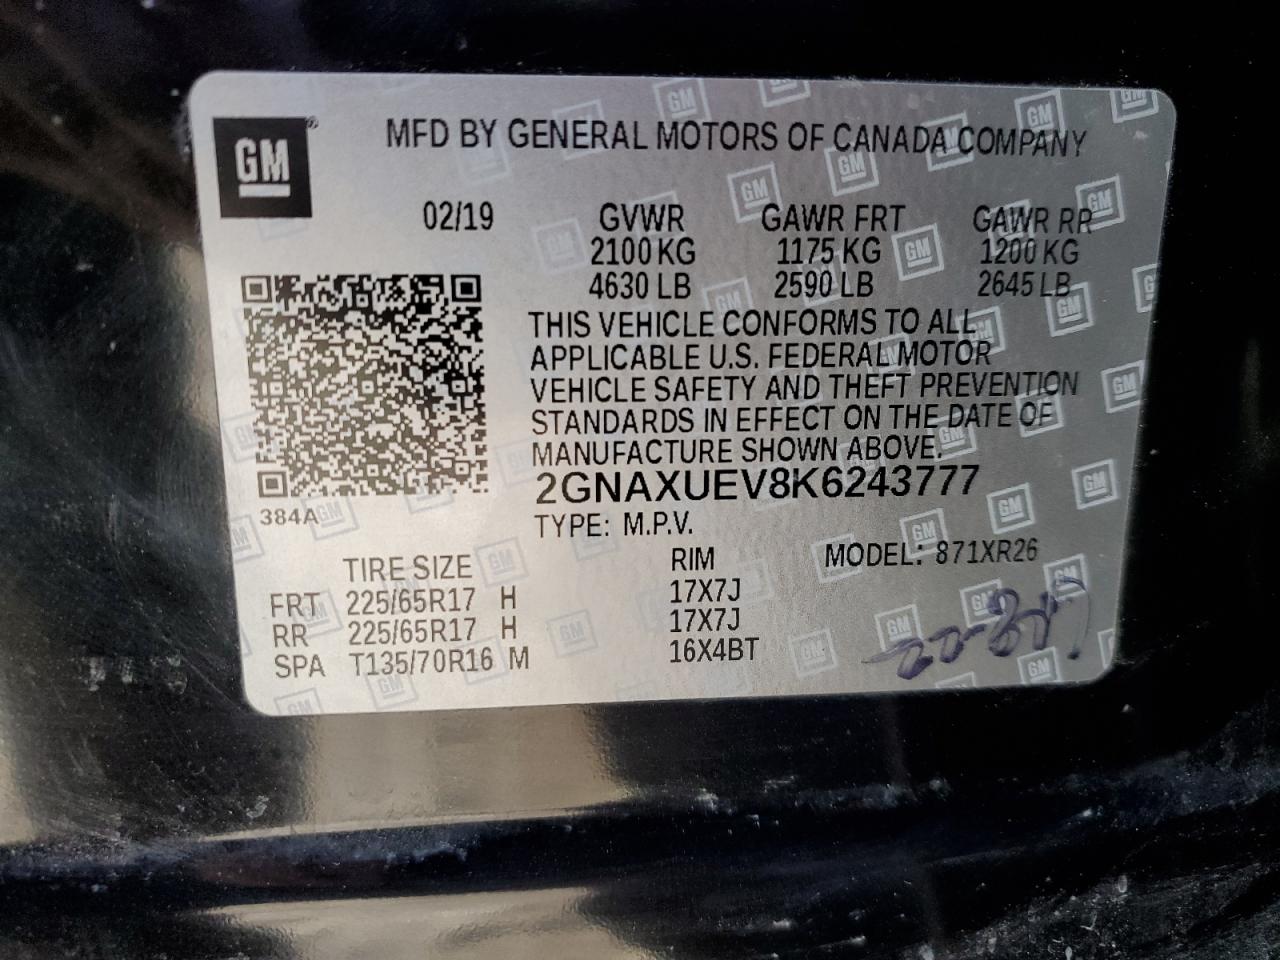 GM
MFD BY GENERAL MOTORS OF CANADA COMPANY
02/19 GVWR GAWR FRT GAWR RR
2100 KG 1175 KG 1200 KG
4630 LB 2590 LB 2645 LB
THIS VEHICLE CONFORMS TO ALL
APPLICABLE U.S. FEDERAL MOTOR
VEHICLE SAFETY AND THEFT PREVENTION
STANDARDS IN EFFECT ON THE DATE OF
MANUFACTURE SHOWN ABOVE.
2GNAXUEV8K6243777
384A
TYPE: M.P.V.
TIRE SIZE RIM MODEL: 871XR26
FRT 225/65R17 H 17X7J
RR 225/65R17 H 17X7J
SPA T135/70R16 M 16X4BT